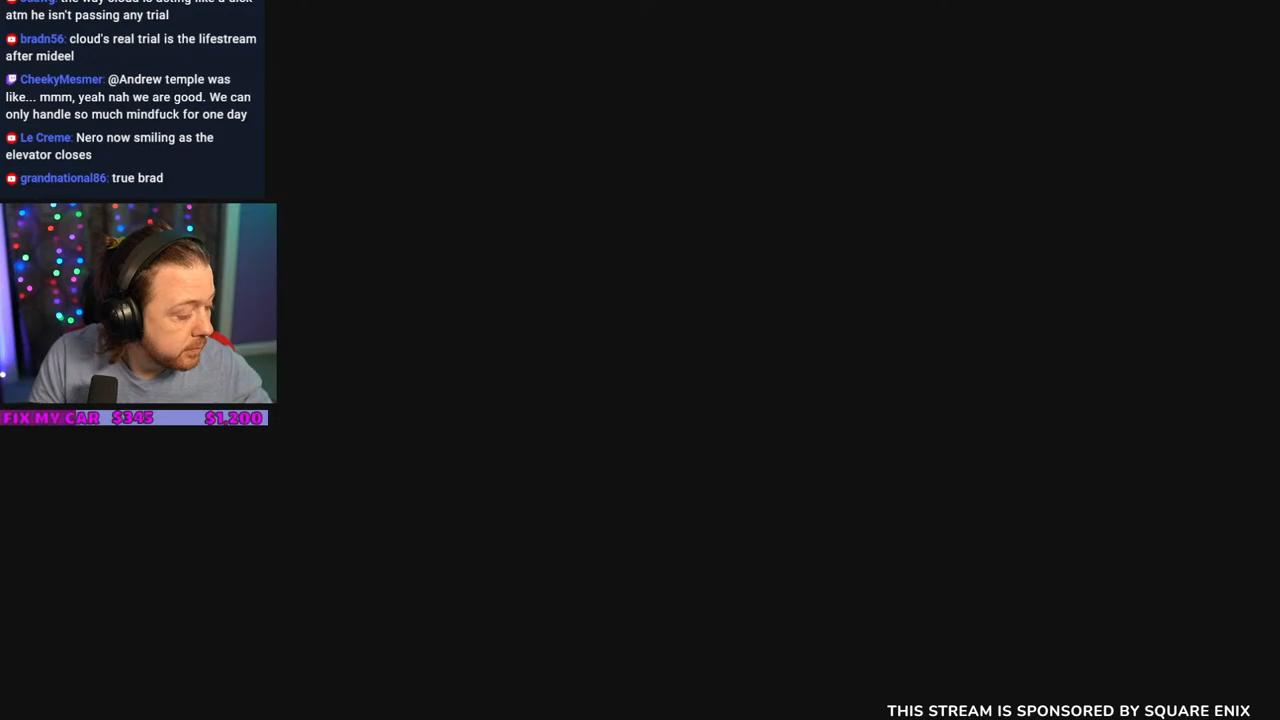 atm he isn't passing any trial
bradn56: cloud's real trial is the lifestream
after mideel
CheekyMesmer: @Andrew temple was
like... mmm, yeah nah we are good. We can
only handle so much mindfuck for one day
Le Creme: Nero now smiling as the
elevator closes
grandnational86: true brad
FIX MY CAR $345 $1,200
THIS STREAM IS SPONSORED BY SQUARE ENIX